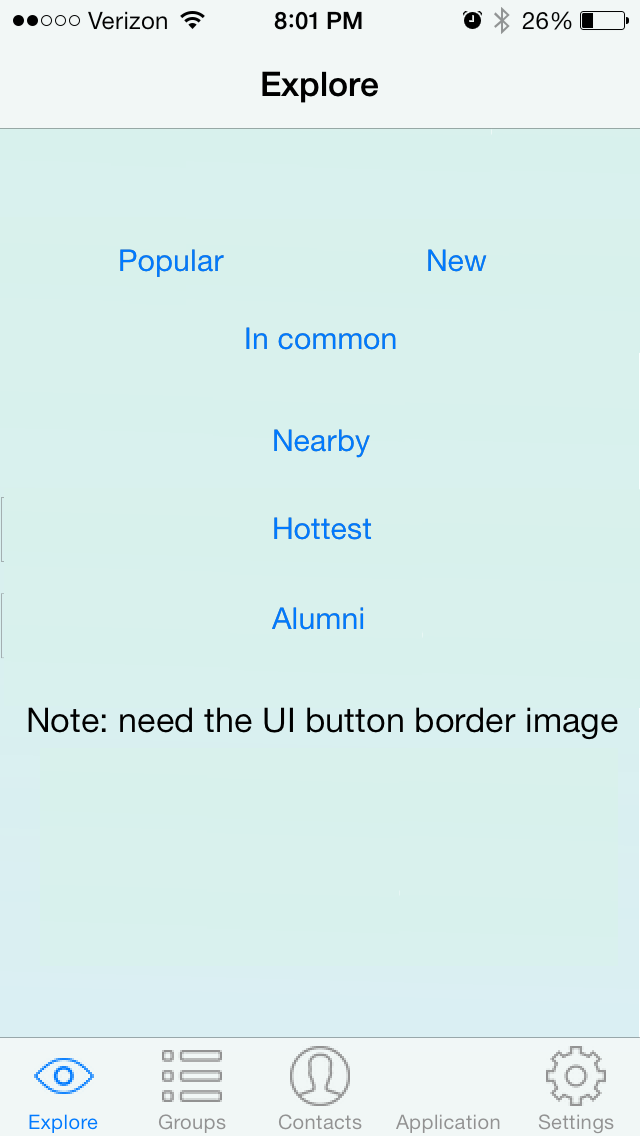 Verizon 8:01 PM 26%
Explore
Popular New
In common
Nearby
Hottest
Alumni
Note: need the UI button border image
Explore Groups Contacts Application Settings